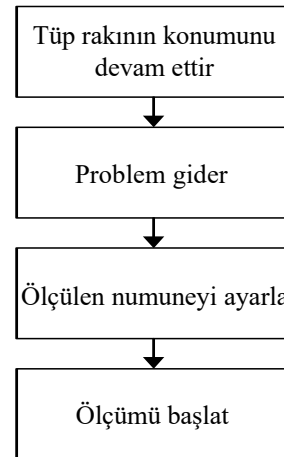 Tüp rakının konumunu
devam ettir
Problem gider
Ölçülen numuneyi ayarla
Ölçümü başlat